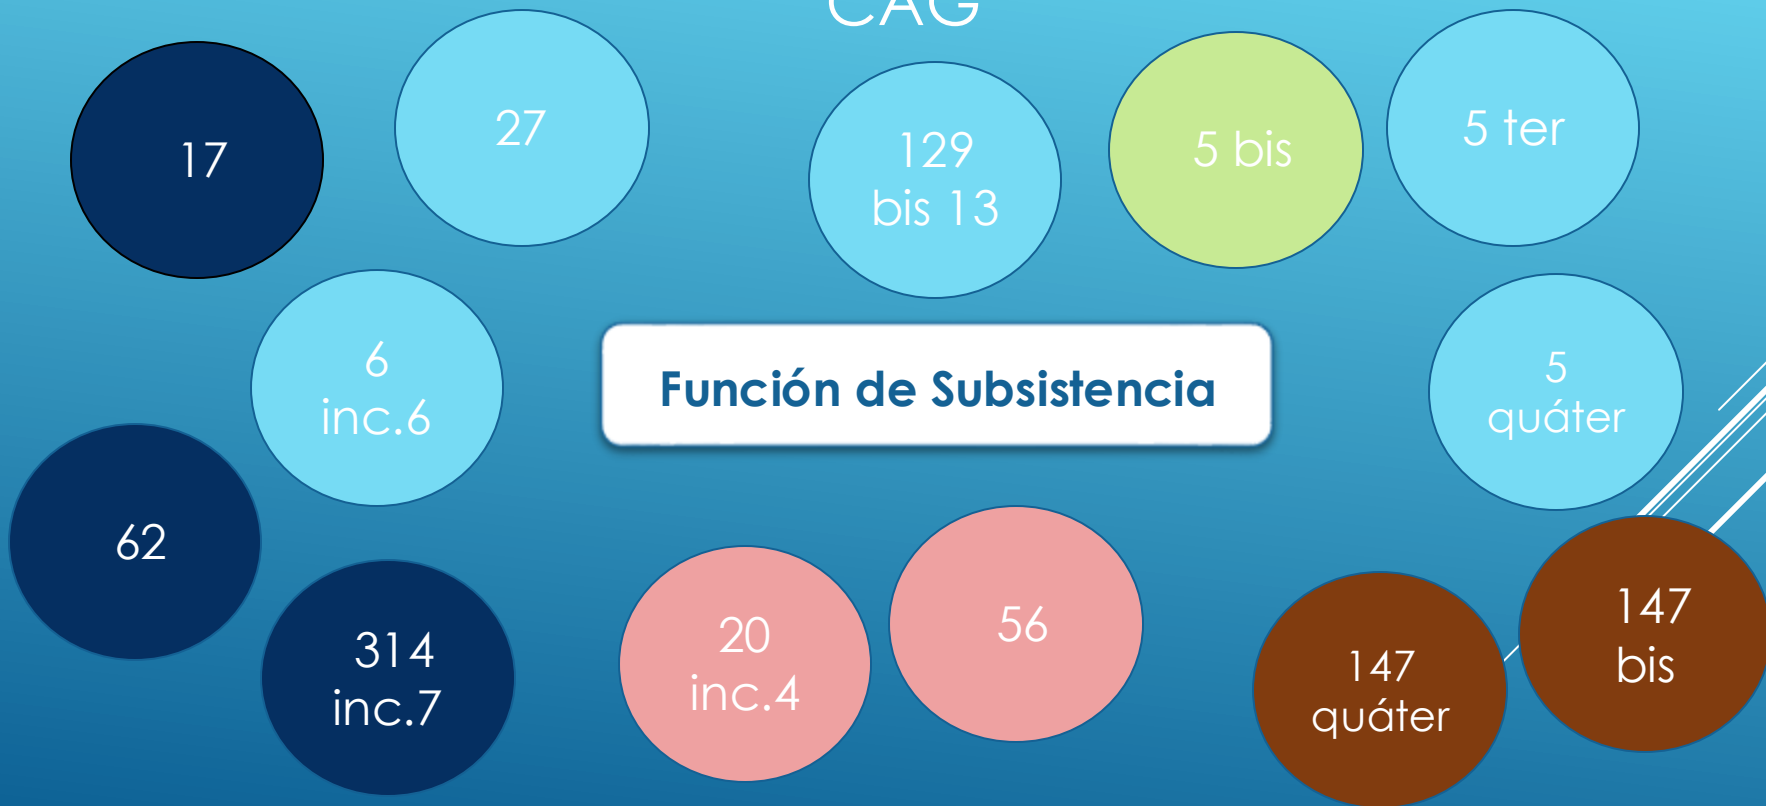 CAG
17
27
129
bis 13
5 bis
5 ter
6
inc.6
Función de Subsistencia
5
quáter
62
314
inc.7
20
inc.4
56
147
quáter
147
bis